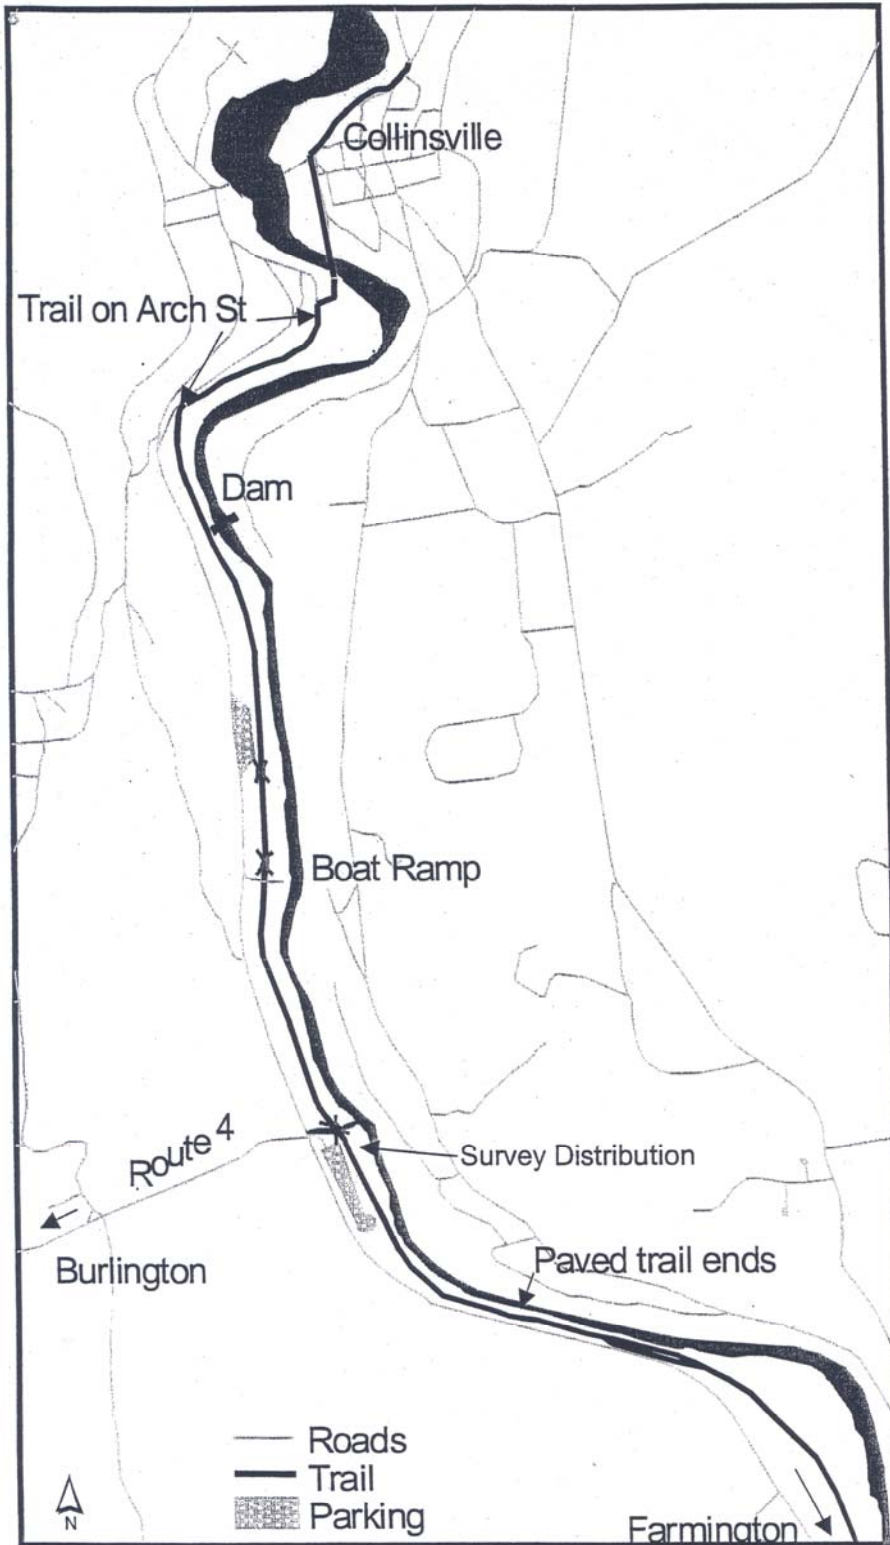 Collinsville
Trail on Arch St
Dam
Boat Ramp
Route 4
Survey Distribution
Burlington
Paved trail ends
Roads
Trail
Parking
N
Farmington